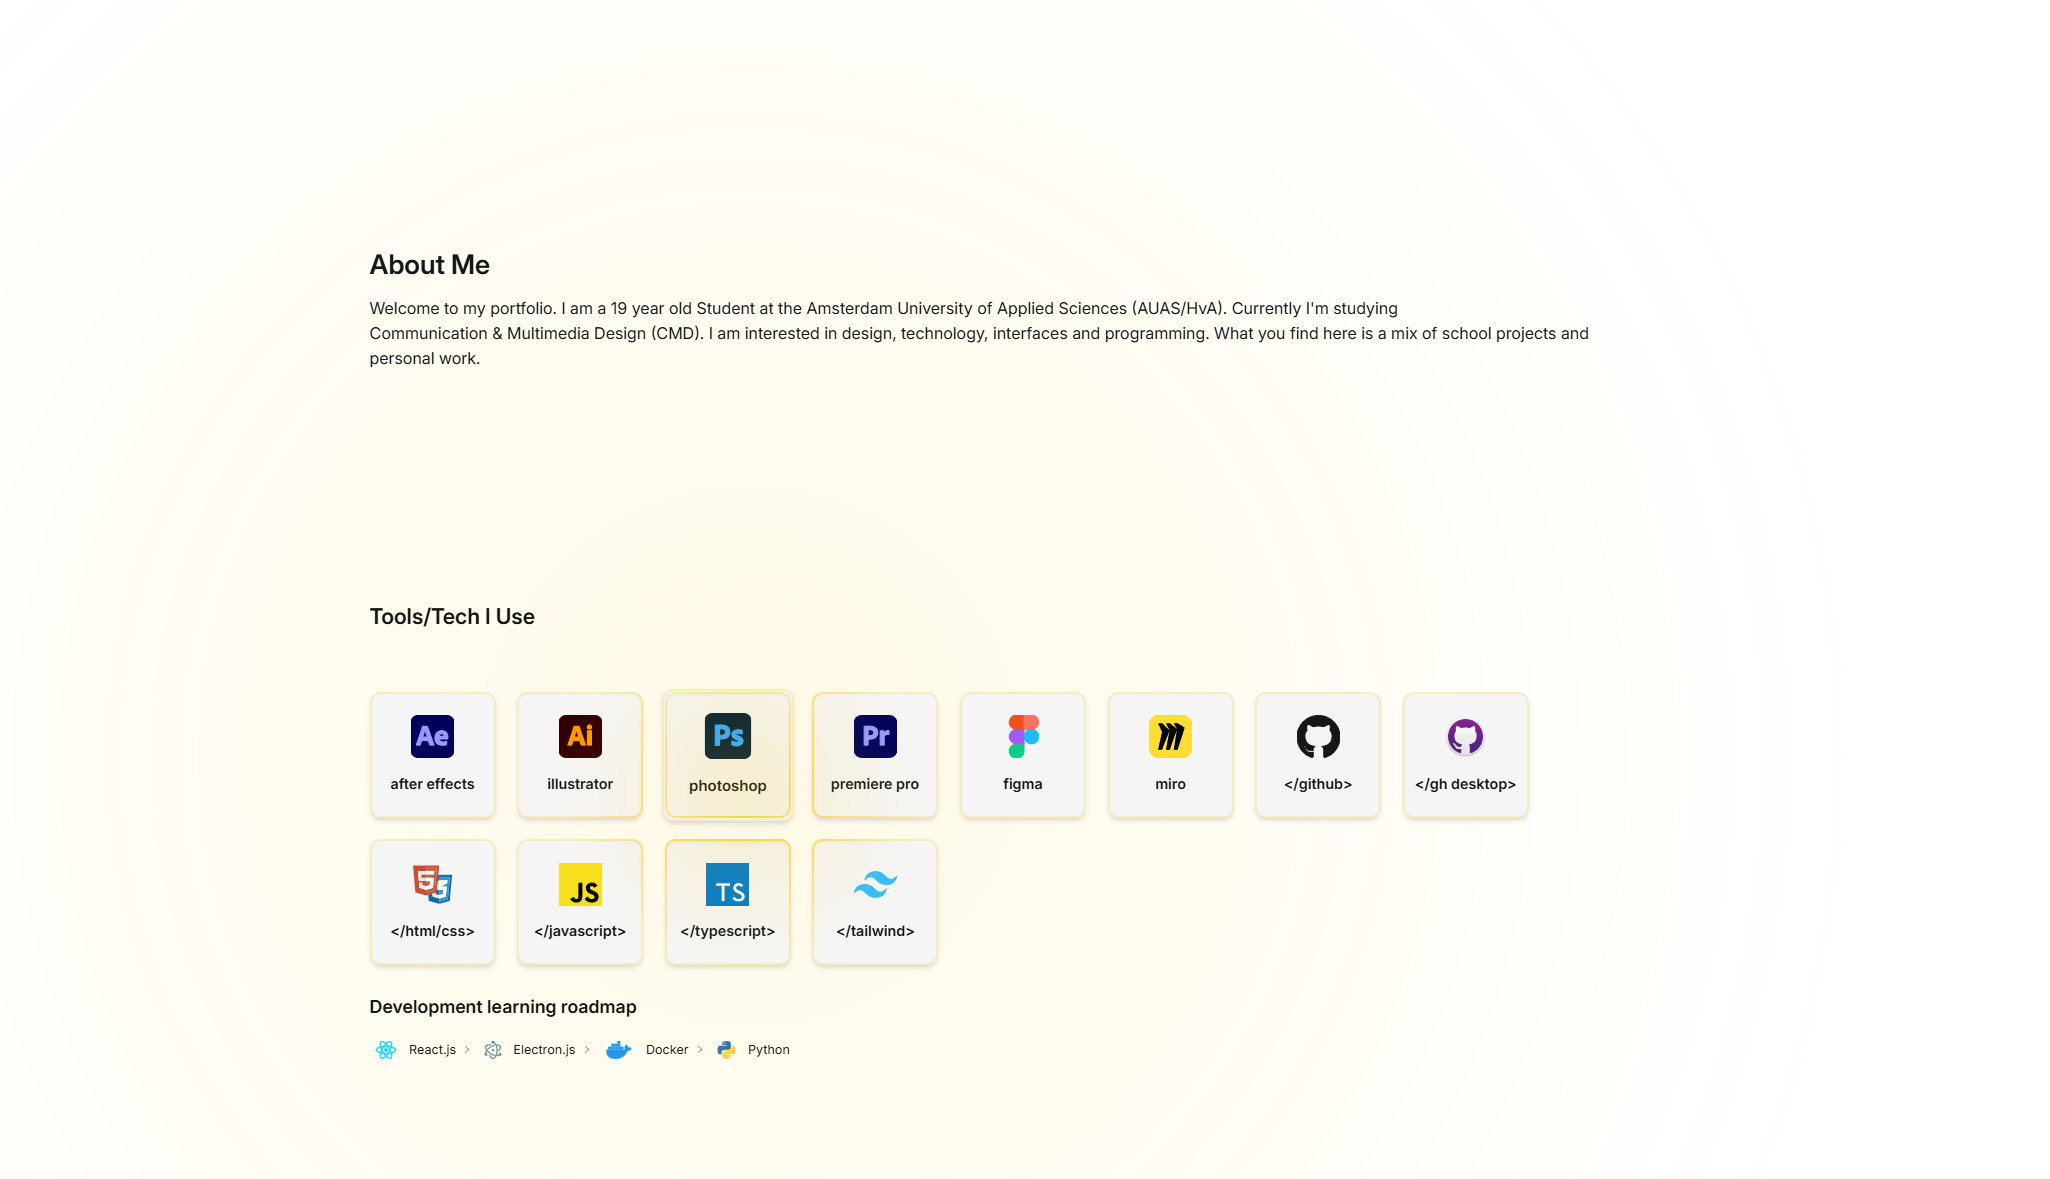 About Me
Welcome to my portfolio. I am a 19 year old Student at the Amsterdam University of Applied Sciences (AUAS/HvA). Currently I'm studying
Communication & Multimedia Design (CMD). I am interested in design, technology, interfaces and programming. What you find here is a mix of school projects and
personal work.
Tools/Tech I Use
Ae
after effects
Ai
illustrator
Ps
photoshop
Pr
premiere pro
figma
miro
</github>
</gh desktop>
5 3
</html/css>
JS
</javascript>
TS
</typescript>
</tailwind>
Development learning roadmap
React.js > Electron.js > Docker > Python